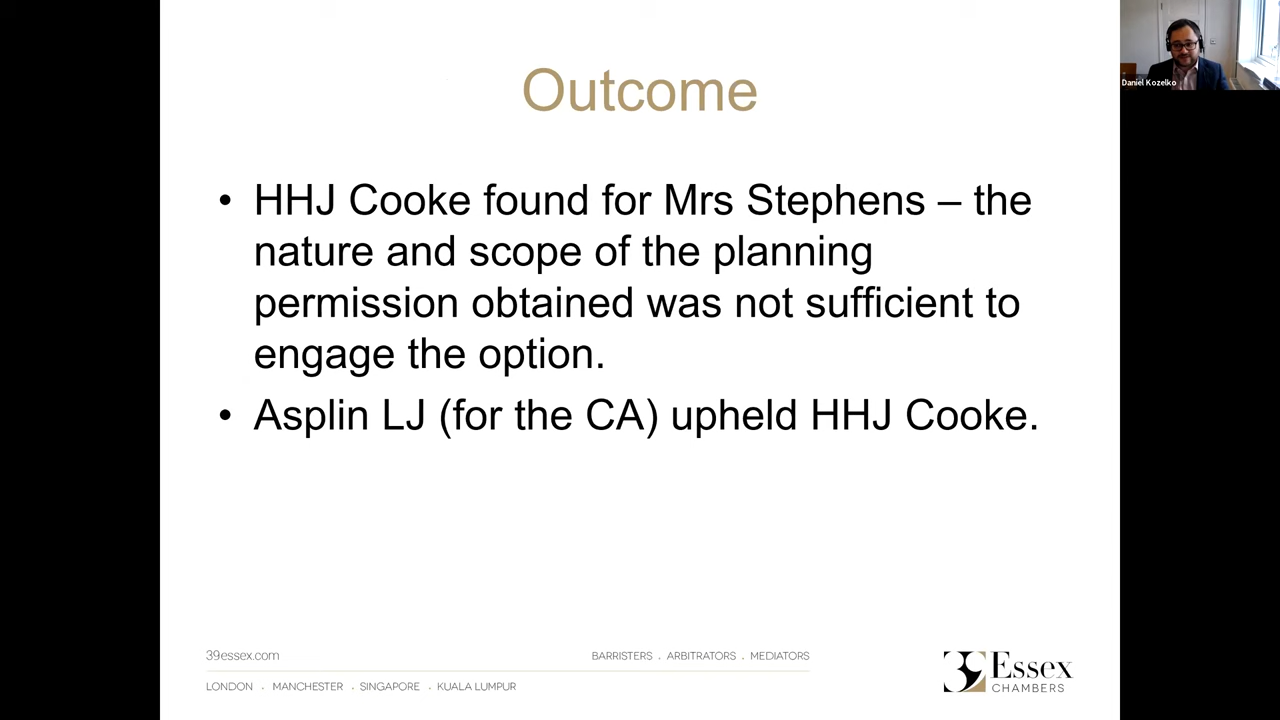 Outcome
• HHJ Cooke found for Mrs Stephens – the
nature and scope of the planning
permission obtained was not sufficient to
engage the option.
• Asplin LJ (for the CA) upheld HHJ Cooke.
39essex.com
BARRISTERS . ARBITRATORS . MEDIATORS
LONDON . MANCHESTER . SINGAPORE . KUALA LUMPUR
39 Essex
CHAMBERS
Daniel Kozelko